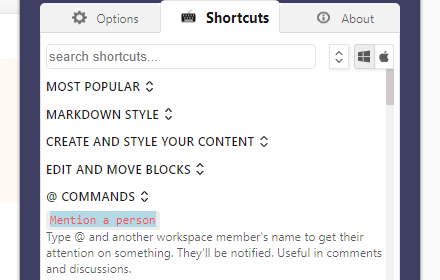 Options
Shortcuts
About
search shortcuts...
MOST POPULAR
MARKDOWN STYLE
CREATE AND STYLE YOUR CONTENT
EDIT AND MOVE BLOCKS
@ COMMANDS
Mention a person
Type @ and another workspace member's name to get their
attention on something. They'll be notified. Useful in comments
and discussions.